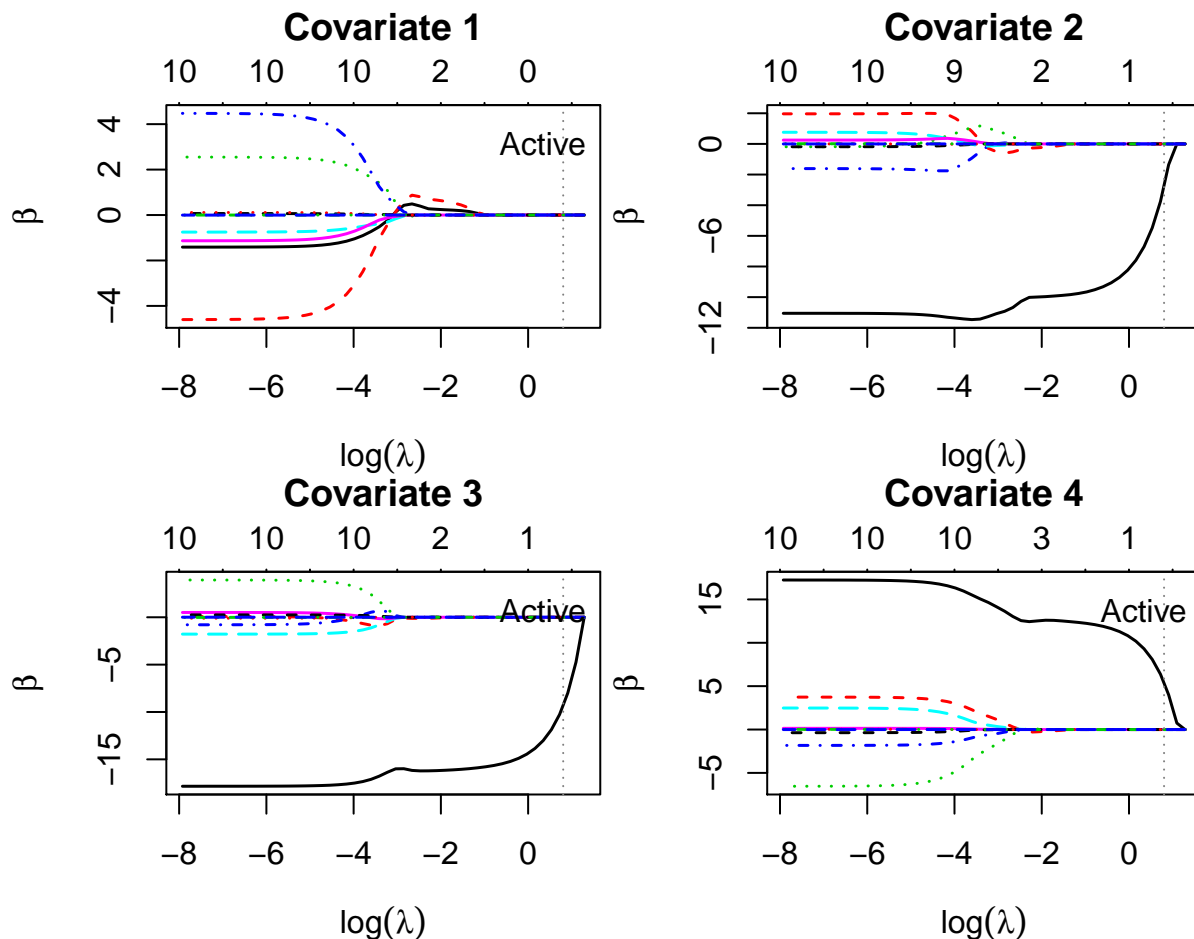 Covariate 1
10 10 10 2 0
Active
β
4
2
0
−4
−8 −6 −4 −2 0
log(λ)
Covariate 2
10 10 9 2 1
β
0
−6
−12
−8 −6 −4 −2 0
log(λ)
Covariate 3
10 10 10 2 1
Active
β
−5
−15
−8 −6 −4 −2 0
log(λ)
Covariate 4
10 10 10 3 1
Active
β
15
5
−5
−8 −6 −4 −2 0
log(λ)